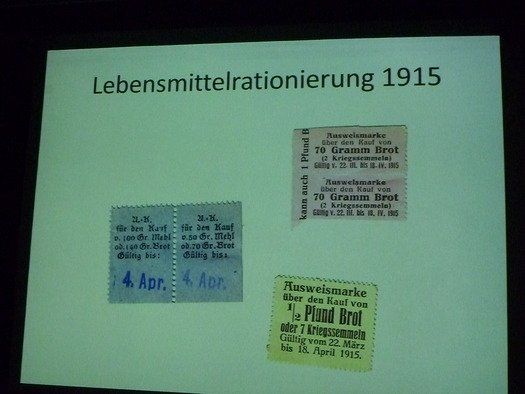 Lebensmittelrationierung 1915
kann auch 1 Pfund B
Ausweismarke
über den Kauf von
70 Gramm Brot
(2 Kriegssemmeln)
Gültig v. 22. III. bis 18. IV. 1915
Ausweismarke
über den Kauf von
70 Gramm Brot
(2 Kriegssemmeln)
Gültig v. 22. III. bis 18. IV. 1915
A.-K.
für den Kauf
v. 100 Gr. Mehl
od. 140 Gr. Brot
Gültig bis:
4. Apr.
A.-K.
für den Kauf
v. 50 Gr. Mehl
od. 70 Gr. Brot
Gültig bis:
4. Apr.
Ausweismarke
über den Kauf von
1/2 Pfund Brot
oder 7 Kriegssemmeln
Gültig vom 22. März
bis 18. April 1915.